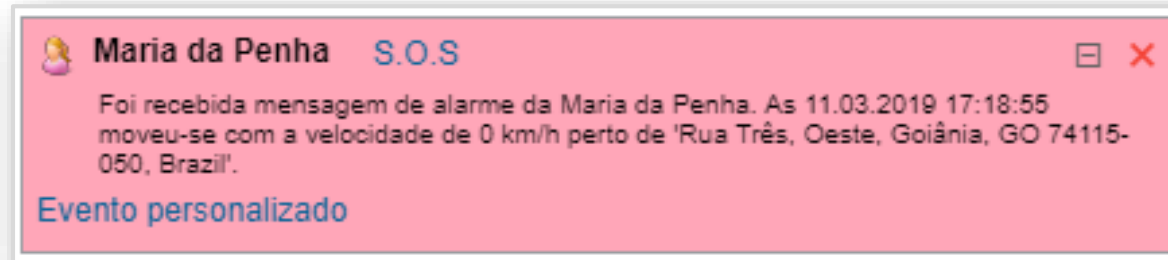 Maria da Penha S.O.S
Foi recebida mensagem de alarme da Maria da Penha. As 11.03.2019 17:18:55
moveu-se com a velocidade de 0 km/h perto de 'Rua Três, Oeste, Goiânia, GO 74115-
050, Brazil'.
Evento personalizado